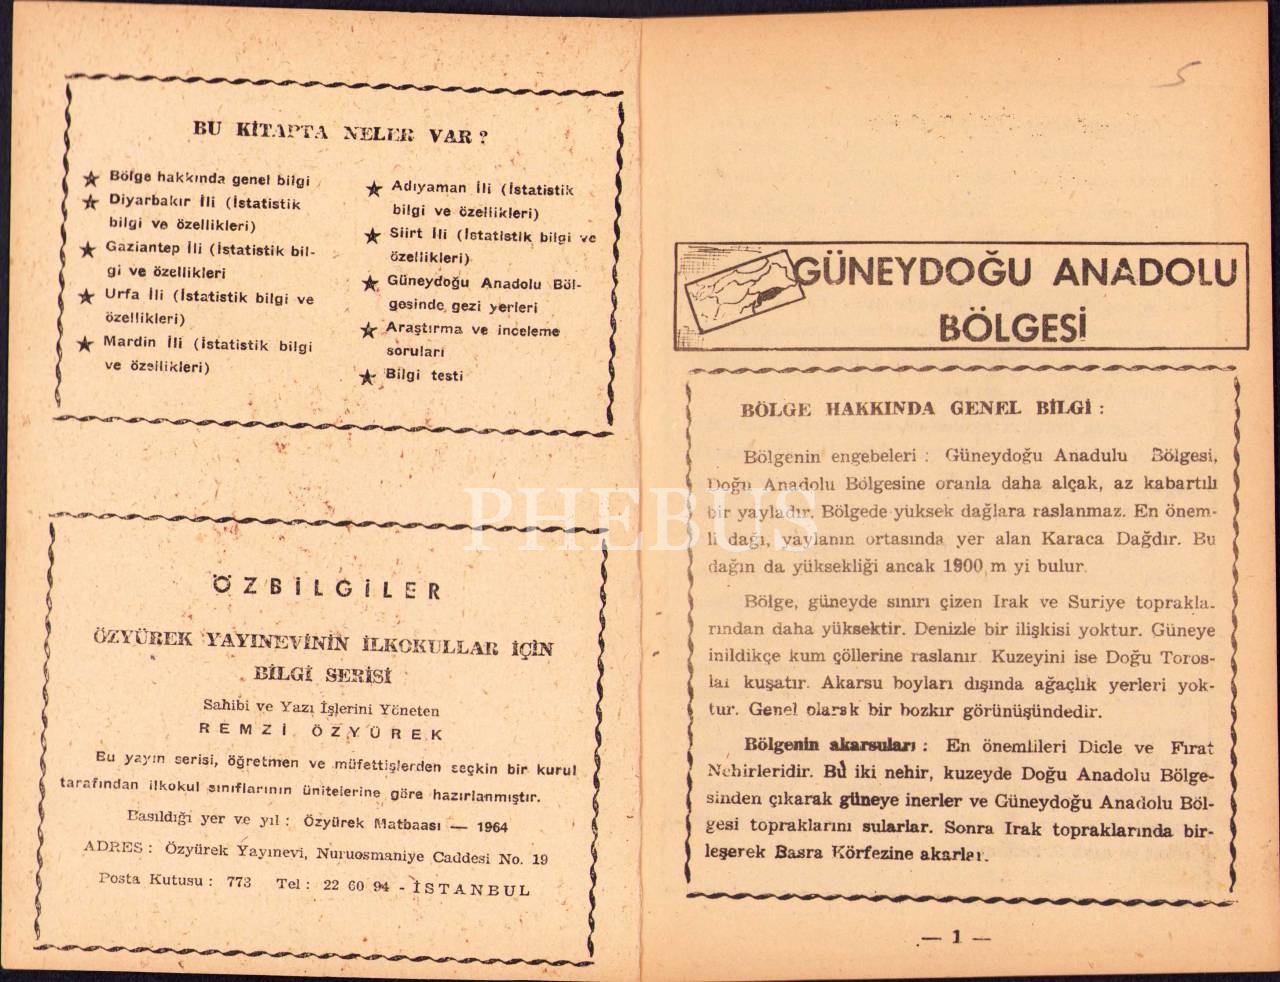 BU KİTAPTA NELER VAR ?
★ Bölge hakkında genel bilgi
★ Diyarbakır İli (İstatistik
bilgi ve özellikleri)
★ Gaziantep İli (İstatistik bil-
gi ve özellikleri
★ Urfa İli (İstatistik bilgi ve
özellikleri)
★ Mardin İli (İstatistik bilgi
ve özellikleri)
★ Adıyaman İli (İstatistik
bilgi ve özellikleri)
★ Siirt İli (İstatistik bilgi ve
özellikleri)
★ Güneydoğu Anadolu Böl-
gesinde gezi yerleri
★ Araştırma ve inceleme
soruları
★ Bilgi testi
ÖZBİLGİLER
ÖZYÜREK YAYINEVİNİN İLKOKULLAR İÇİN
BİLGİ SERİSİ
Sahibi ve Yazı İşlerini Yöneten
REMZİ ÖZYÜREK
Bu yayın serisi, öğretmen ve müfettişlerden seçkin bir kurul
tarafından ilkokul sınıflarının ünitelerine göre hazırlanmıştır.
Basıldığı yer ve yıl : Özyürek Matbaası — 1964
ADRES : Özyürek Yayınevi, Nuruosmaniye Caddesi No. 19
Posta Kutusu : 773 Tel : 22 60 94 - İSTANBUL
5
GÜNEYDOĞU ANADOLU
BÖLGESİ
BÖLGE HAKKINDA GENEL BİLGİ :
Bölgenin engebeleri : Güneydoğu Anadulu Bölgesi,
Doğu Anadolu Bölgesine oranla daha alçak, az kabartılı
bir yayladır. Bölgede yüksek dağlara raslanmaz. En önem-
li dağı, yaylanın ortasında yer alan Karaca Dağdır. Bu
dağın da yüksekliği ancak 1900 m yi bulur.
Bölge, güneyde sınırı çizen Irak ve Suriye toprakla-
rından daha yüksektir. Denizle bir ilişkisi yoktur. Güneye
inildikçe kum çöllerine raslanır. Kuzeyini ise Doğu Toros-
lar kuşatır. Akarsu boyları dışında ağaçlık yerleri yok-
tur. Genel olarak bir bozkır görünüşündedir.
Bölgenin akarsuları : En önemlileri Dicle ve Fırat
Nehirleridir. Bu iki nehir, kuzeyde Doğu Anadolu Bölge-
sinden çıkarak güneye inerler ve Güneydoğu Anadolu Böl-
gesi topraklarını sularlar. Sonra Irak topraklarında bir-
leşerek Basra Körfezine akarlar.
— 1 —
PHEBUS